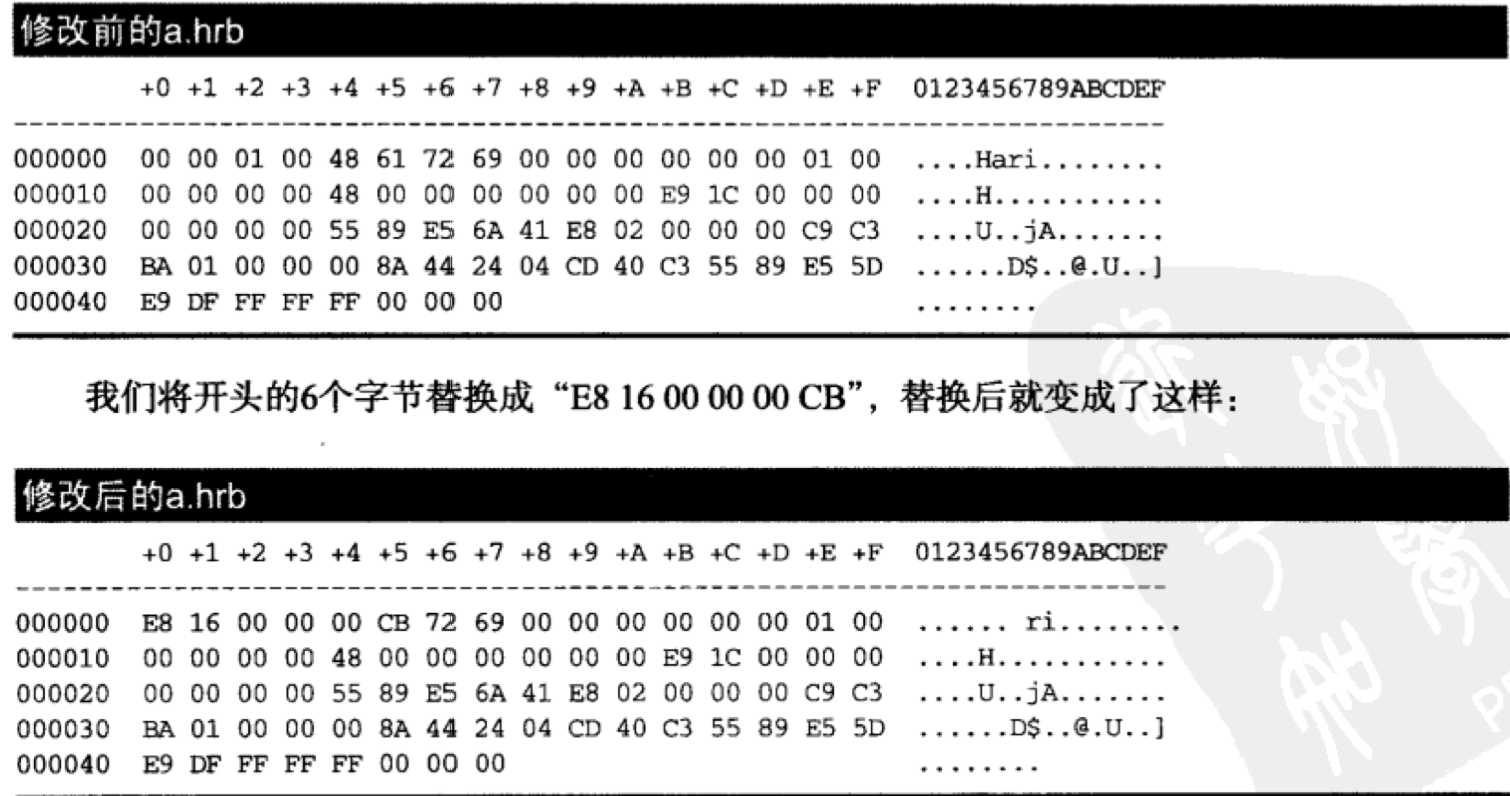 修改前的a.hrb
+0 +1 +2 +3 +4 +5 +6 +7 +8 +9 +A +B +C +D +E +F 0123456789ABCDEF
000000 00 00 01 00 48 61 72 69 00 00 00 00 00 00 01 00 ....Hari........
000010 00 00 00 00 48 00 00 00 00 00 00 E9 1C 00 00 00 ....H...........
000020 00 00 00 00 55 89 E5 6A 41 E8 02 00 00 00 C9 C3 ....U..jA.......
000030 BA 01 00 00 00 8A 44 24 04 CD 40 C3 55 89 E5 5D ......D$..@.U..]
000040 E9 DF FF FF FF 00 00 00 ........
我们将开头的6个字节替换成“E8 16 00 00 00 CB”，替换后就变成了这样：
修改后的a.hrb
+0 +1 +2 +3 +4 +5 +6 +7 +8 +9 +A +B +C +D +E +F 0123456789ABCDEF
000000 E8 16 00 00 00 CB 72 69 00 00 00 00 00 00 01 00 ...... ri........
000010 00 00 00 00 48 00 00 00 00 00 00 E9 1C 00 00 00 ....H...........
000020 00 00 00 00 55 89 E5 6A 41 E8 02 00 00 00 C9 C3 ....U..jA.......
000030 BA 01 00 00 00 8A 44 24 04 CD 40 C3 55 89 E5 5D ......D$..@.U..]
000040 E9 DF FF FF FF 00 00 00 ........